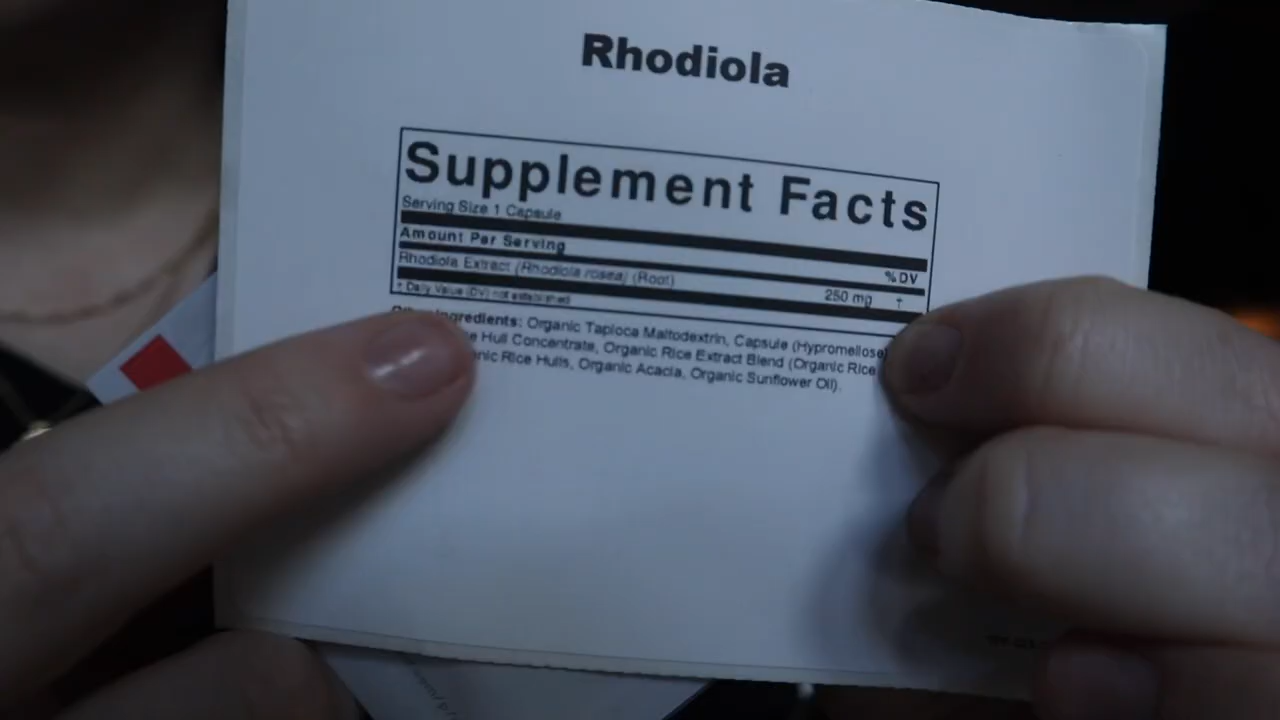 Rhodiola
Supplement Facts
Serving Size 1 Capsule
Amount Per Serving
%DV
Rhodiola Extract (Rhodiola rosea) (Root) 250 mg †
† Daily Value (DV) not established
Ingredients: Organic Tapioca Maltodextrin, Capsule (Hypromellose)
Hull Concentrate, Organic Rice Extract Blend (Organic Rice
Rice Hulls, Organic Acacia, Organic Sunflower Oil).